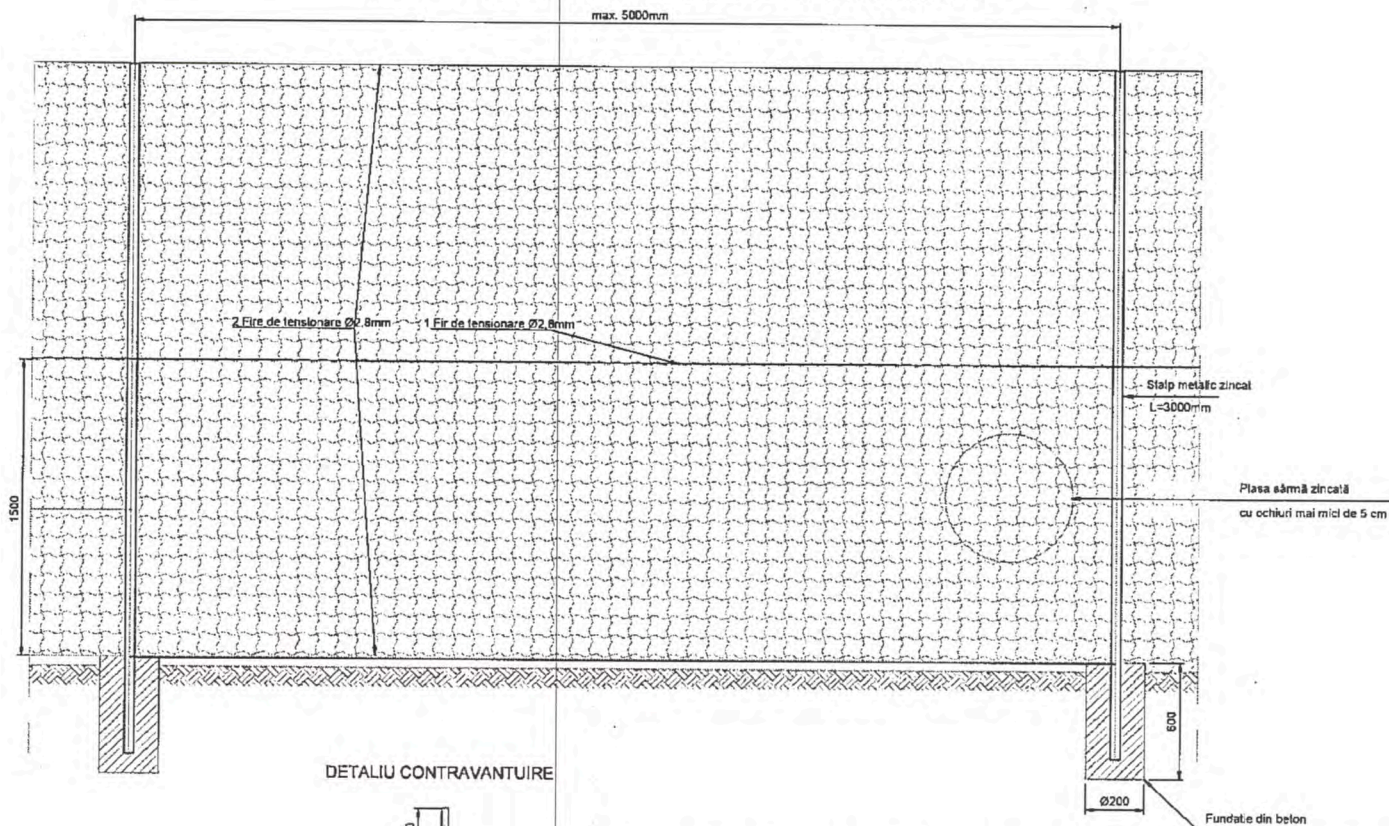 max. 5000mm
2 Fire de tensionare Ø2,8mm
1 Fir de tensionare Ø2,8mm
Stalp metalic zincat
L=3000mm
1500
Plasa sârmă zincată
cu ochiuri mai mici de 5 cm
600
DETALIU CONTRAVANTUIRE
Ø200
Fundatie din beton